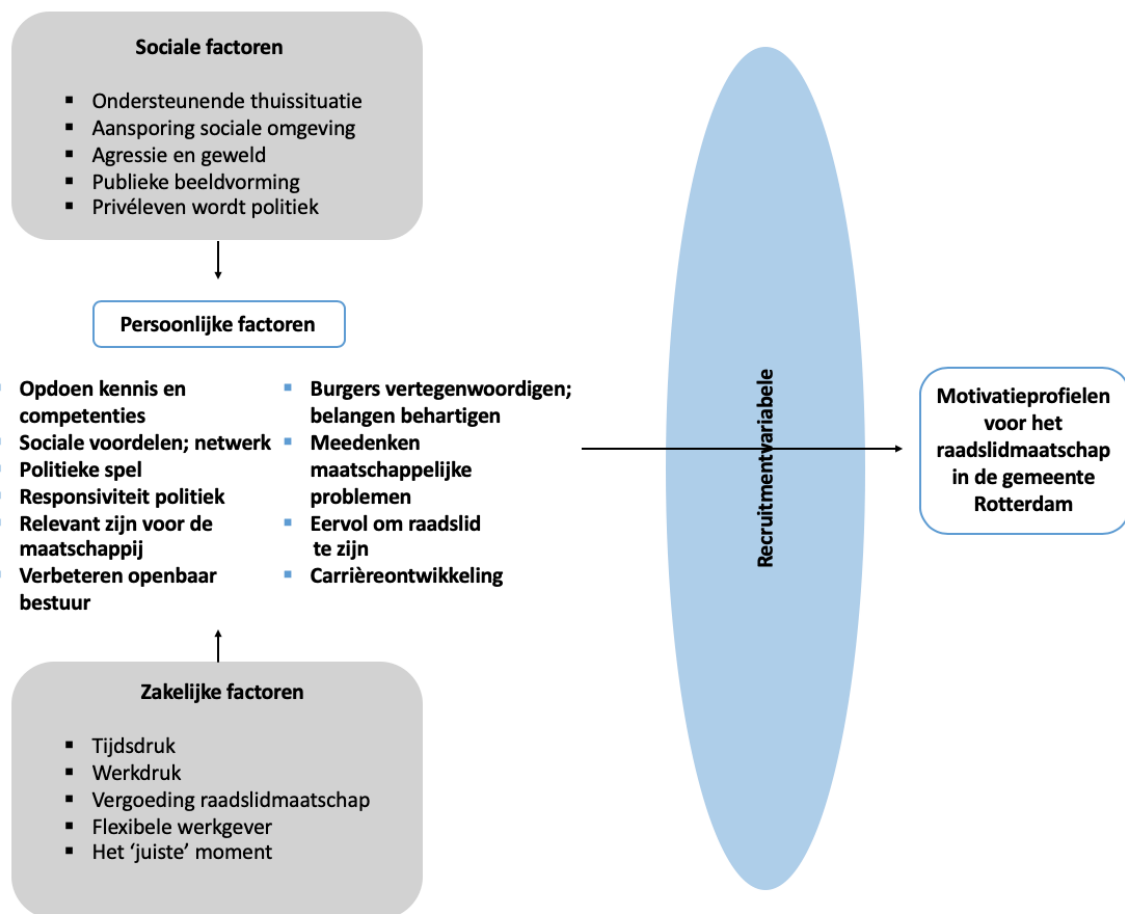 Sociale factoren
Ondersteunende thuissituatie
Aansporing sociale omgeving
Agressie en geweld
Publieke beeldvorming
Privéleven wordt politiek
Persoonlijke factoren
Opdoen kennis en
competenties
Sociale voordelen; netwerk
Politieke spel
Responsiviteit politiek
Relevant zijn voor de
maatschappij
Verbeteren openbaar
bestuur
Burgers vertegenwoordigen;
belangen behartigen
Meedenken
maatschappelijke
problemen
Eervol om raadslid
te zijn
Carrièreontwikkeling
Zakelijke factoren
Tijdsdruk
Werkdruk
Vergoeding raadslidmaatschap
Flexibele werkgever
Het ‘juiste’ moment
Recruitmentvariabele
Motivatieprofielen
voor het
raadslidmaatschap
in de gemeente
Rotterdam